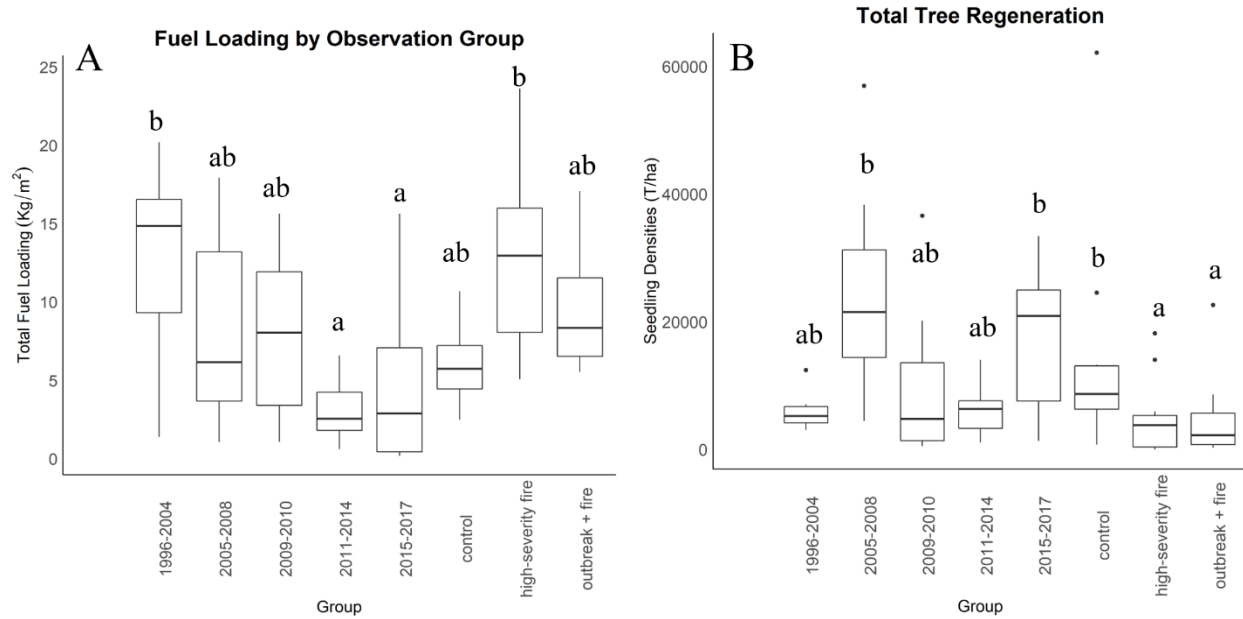 A
Fuel Loading by Observation Group
Total Fuel Loading (Kg/m²)
25
20
15
10
5
0
b
ab
ab
a
a
ab
b
ab
1996-2004
2005-2008
2009-2010
2011-2014
2015-2017
control
high-severity fire
outbreak + fire
Group
B
Total Tree Regeneration
Seedling Densities (T/ha)
60000
40000
20000
0
ab
b
ab
ab
b
b
a
a
1996-2004
2005-2008
2009-2010
2011-2014
2015-2017
control
high-severity fire
outbreak + fire
Group